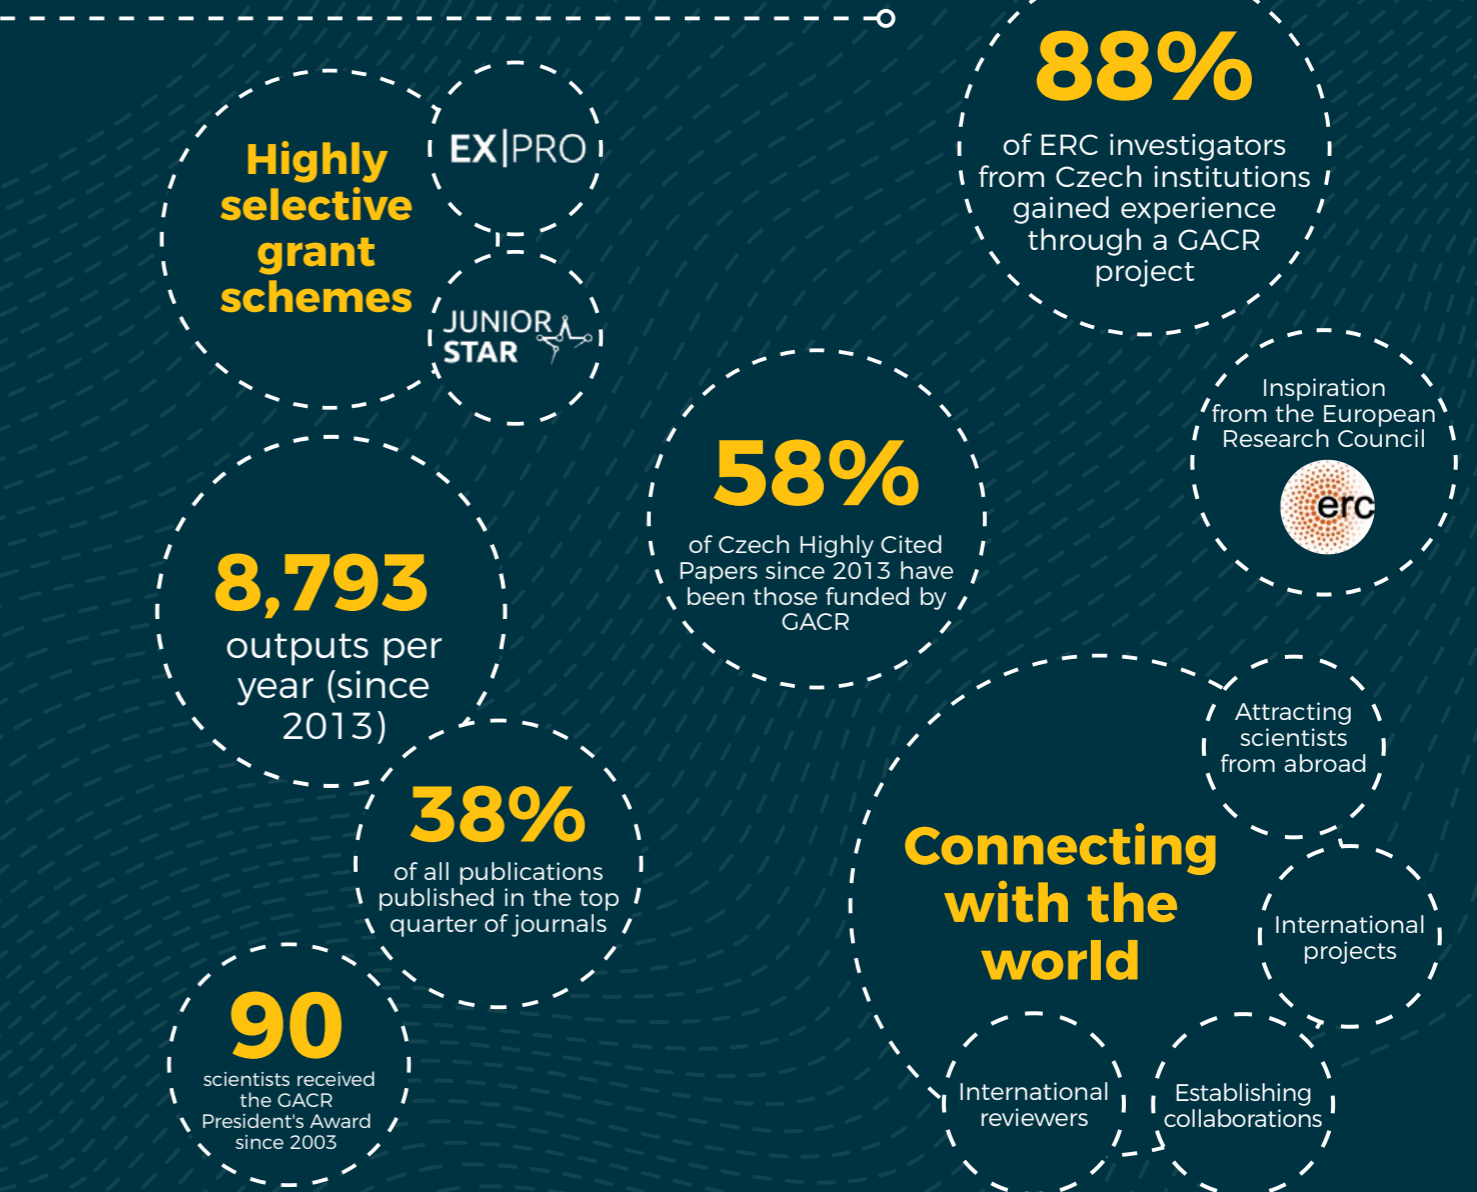 Highly
selective
grant
schemes
EX|PRO
JUNIOR
STAR
88%
of ERC investigators
from Czech institutions
gained experience
through a GACR
project
Inspiration
from the European
Research Council
erc
58%
of Czech Highly Cited
Papers since 2013 have
been those funded by
GACR
8,793
outputs per
year (since
2013)
38%
of all publications
published in the top
quarter of journals
90
scientists received
the GACR
President's Award
since 2003
Connecting
with the
world
Attracting
scientists
from abroad
International
projects
Establishing
collaborations
International
reviewers